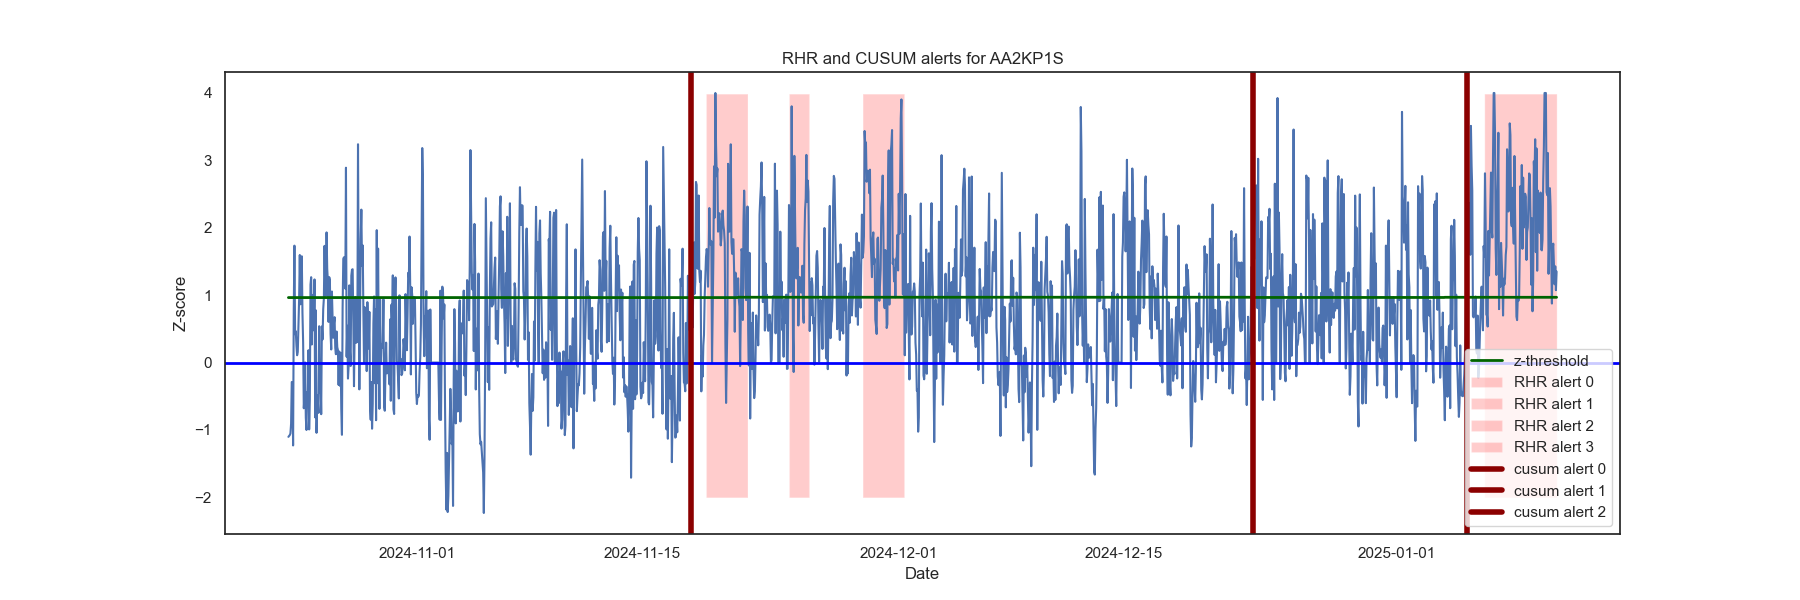 RHR and CUSUM alerts for AA2KP1S
4
3
2
1
0
−1
−2
Z-score
2024-11-01
2024-11-15
2024-12-01
2024-12-15
2025-01-01
Date
z-threshold
RHR alert 0
RHR alert 1
RHR alert 2
RHR alert 3
cusum alert 0
cusum alert 1
cusum alert 2